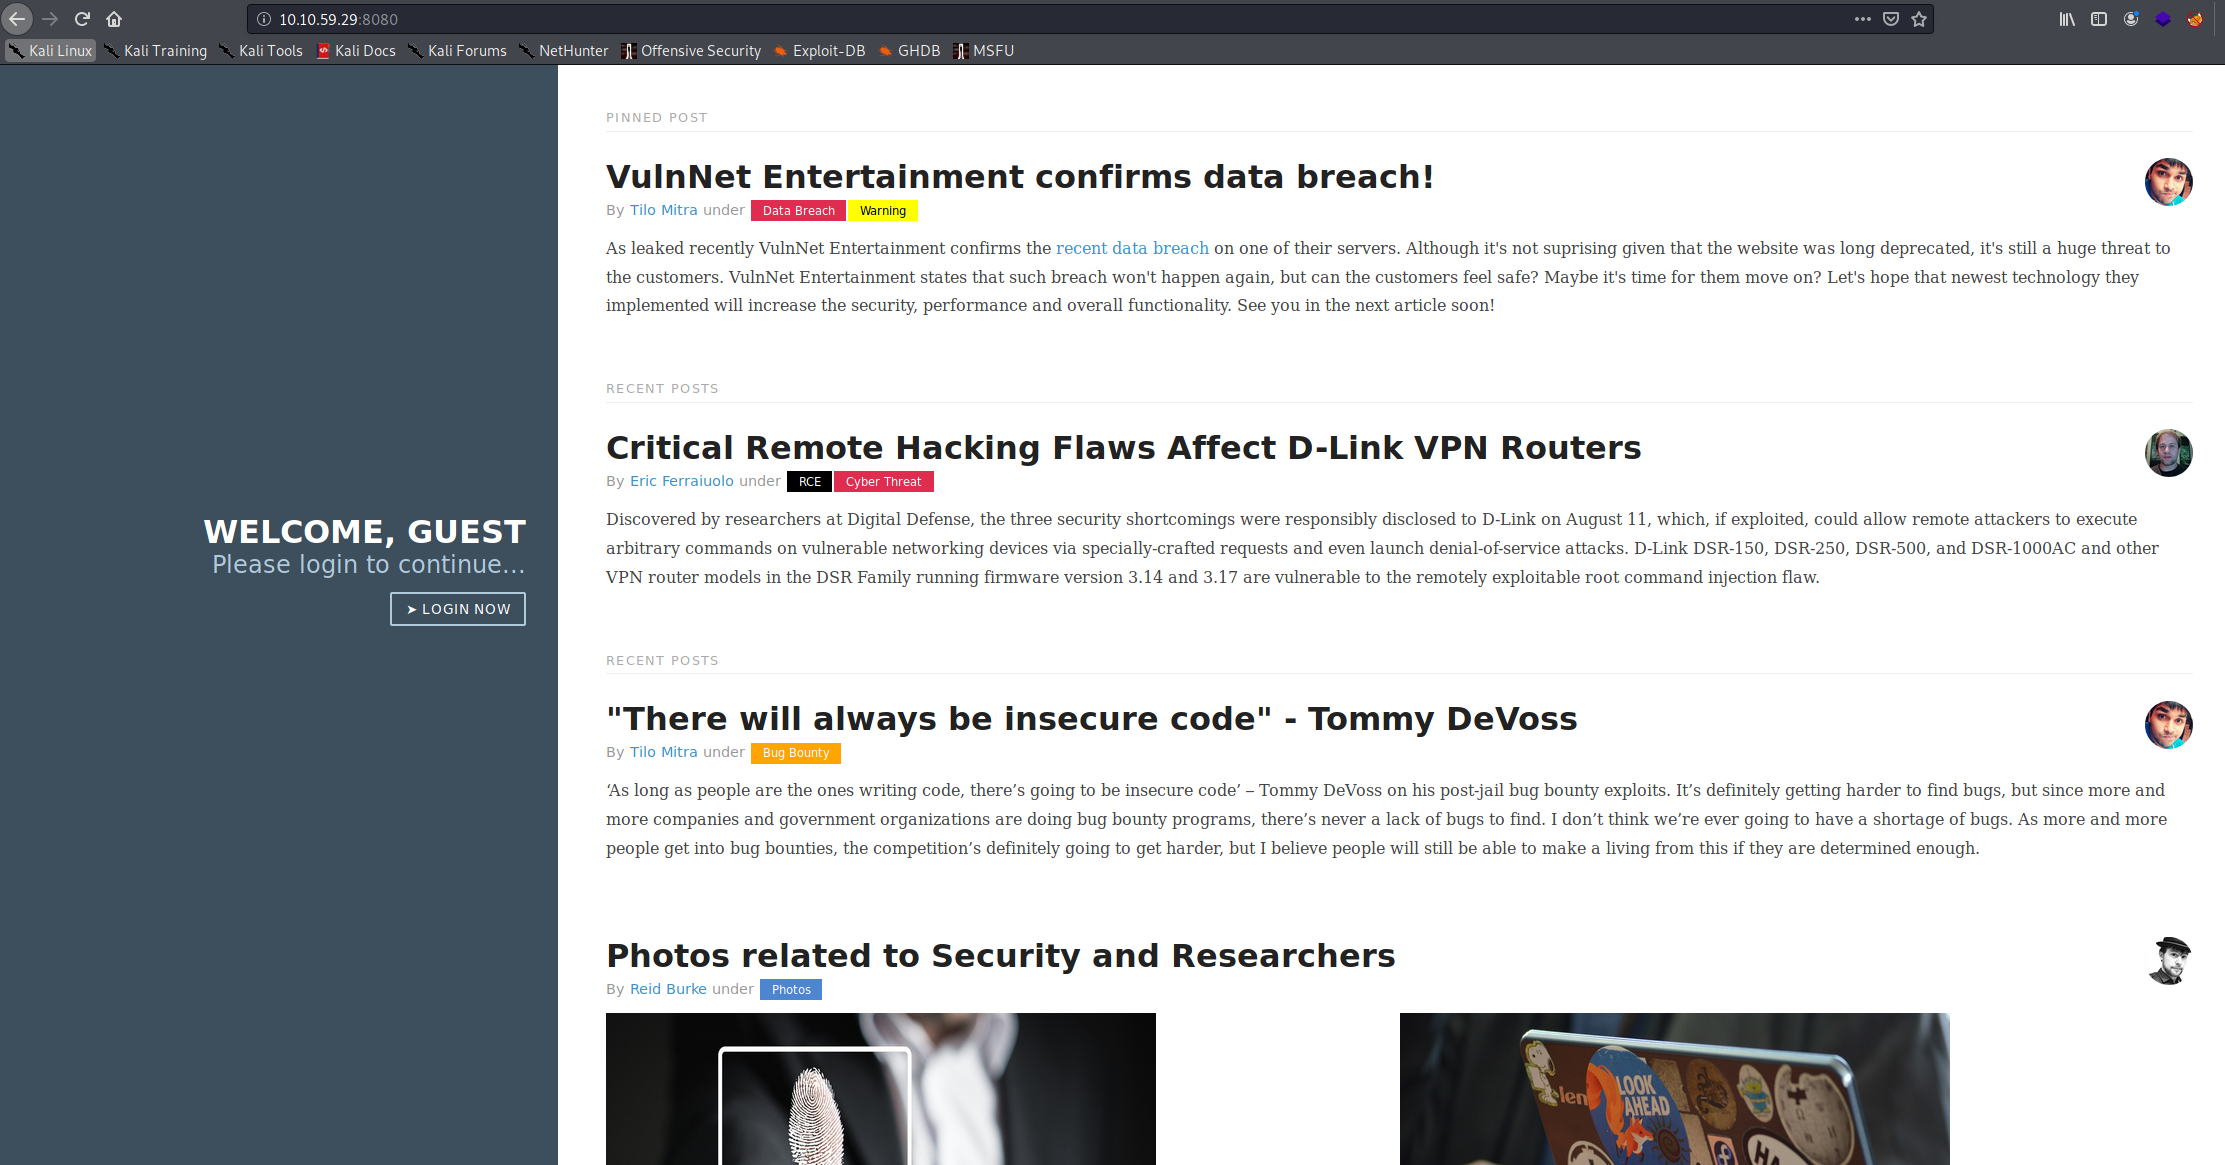 10.10.59.29:8080
Kali Linux Kali Training Kali Tools Kali Docs Kali Forums NetHunter Offensive Security Exploit-DB GHDB MSFU
WELCOME, GUEST
Please login to continue...
➤ LOGIN NOW
PINNED POST
VulnNet Entertainment confirms data breach!
By Tilo Mitra under Data Breach Warning
As leaked recently VulnNet Entertainment confirms the recent data breach on one of their servers. Although it's not suprising given that the website was long deprecated, it's still a huge threat to
the customers. VulnNet Entertainment states that such breach won't happen again, but can the customers feel safe? Maybe it's time for them move on? Let's hope that newest technology they
implemented will increase the security, performance and overall functionality. See you in the next article soon!
RECENT POSTS
Critical Remote Hacking Flaws Affect D-Link VPN Routers
By Eric Ferraiuolo under RCE Cyber Threat
Discovered by researchers at Digital Defense, the three security shortcomings were responsibly disclosed to D-Link on August 11, which, if exploited, could allow remote attackers to execute
arbitrary commands on vulnerable networking devices via specially-crafted requests and even launch denial-of-service attacks. D-Link DSR-150, DSR-250, DSR-500, and DSR-1000AC and other
VPN router models in the DSR Family running firmware version 3.14 and 3.17 are vulnerable to the remotely exploitable root command injection flaw.
RECENT POSTS
"There will always be insecure code" - Tommy DeVoss
By Tilo Mitra under Bug Bounty
‘As long as people are the ones writing code, there’s going to be insecure code’ – Tommy DeVoss on his post-jail bug bounty exploits. It’s definitely getting harder to find bugs, but since more and
more companies and government organizations are doing bug bounty programs, there’s never a lack of bugs to find. I don’t think we’re ever going to have a shortage of bugs. As more and more
people get into bug bounties, the competition’s definitely going to get harder, but I believe people will still be able to make a living from this if they are determined enough.
Photos related to Security and Researchers
By Reid Burke under Photos
LOOK
AHEAD